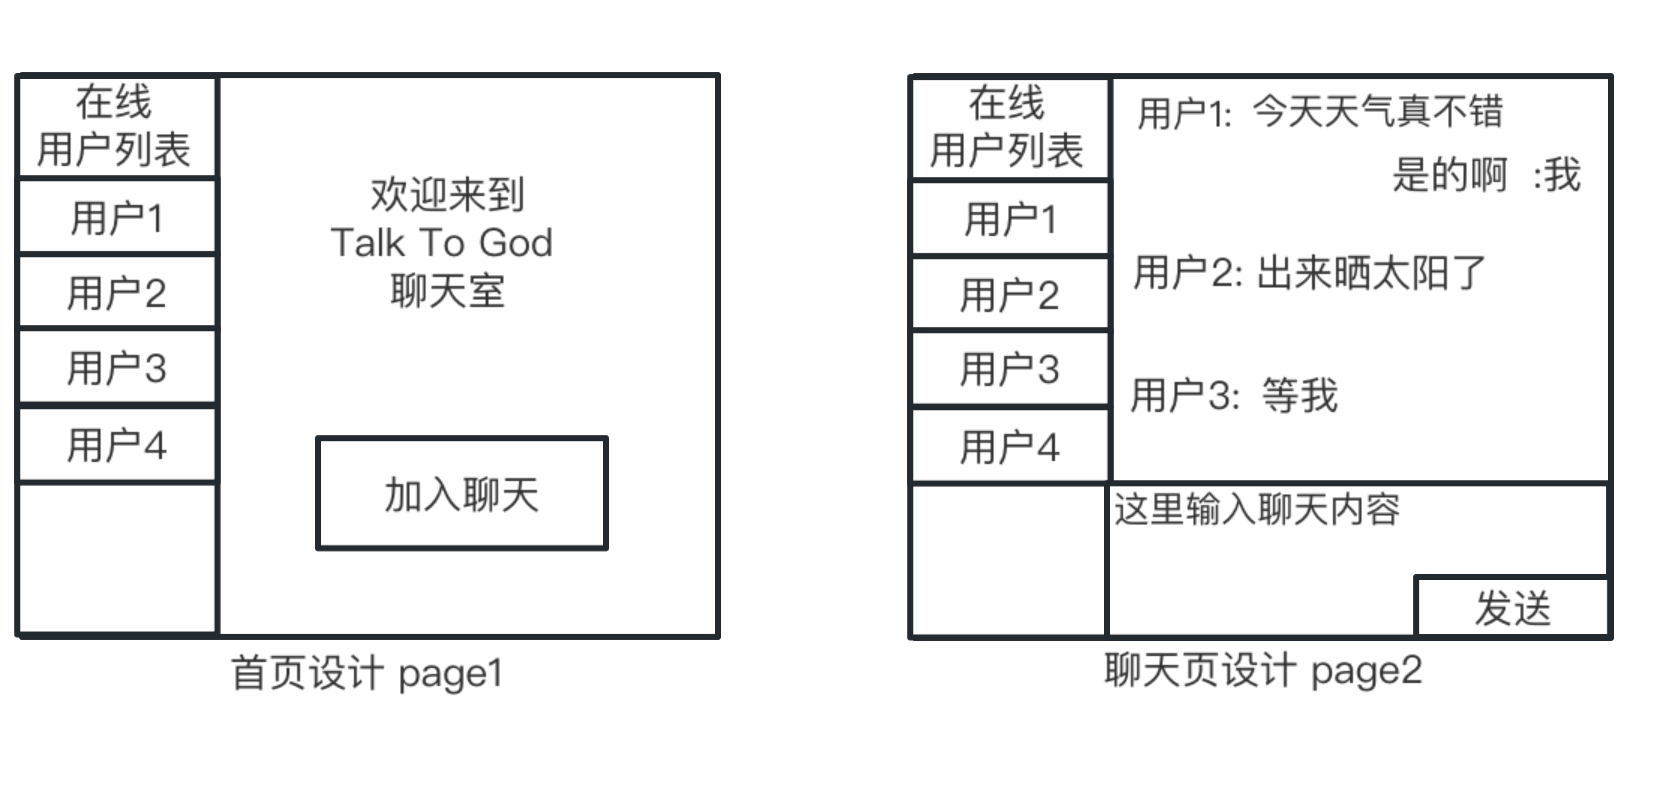 在线
用户列表
用户1
用户2
用户3
用户4
欢迎来到
Talk To God
聊天室
加入聊天
首页设计 page1
在线
用户列表
用户1
用户2
用户3
用户4
用户1: 今天天气真不错
是的啊 :我
用户2: 出来晒太阳了
用户3: 等我
这里输入聊天内容
发送
聊天页设计 page2